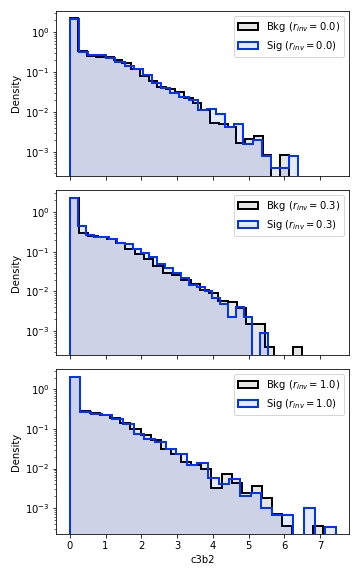 Density
10⁰
10⁻¹
10⁻²
10⁻³
Bkg (r_inv = 0.0)
Sig (r_inv = 0.0)
Density
10⁰
10⁻¹
10⁻²
10⁻³
Bkg (r_inv = 0.3)
Sig (r_inv = 0.3)
Density
10⁰
10⁻¹
10⁻²
10⁻³
Bkg (r_inv = 1.0)
Sig (r_inv = 1.0)
0 1 2 3 4 5 6 7
c3b2